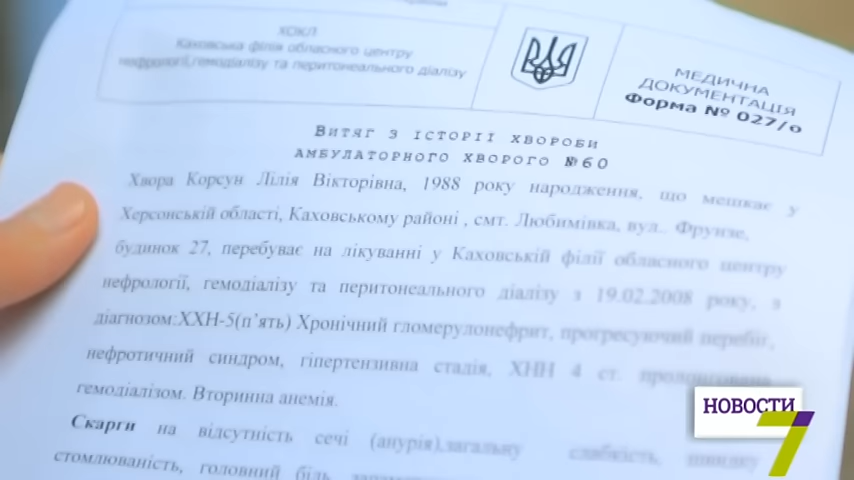 ХОКЛ
Каховська філія обласного центру
нефрології,гемодіалізу та перитонеального діалізу
МЕДИЧНА
ДОКУМЕНТАЦІЯ
Форма № 027/о
Витяг з історії хвороби
амбулаторного хворого №60
Хвора Корсун Лілія Вікторівна, 1988 року народження, що мешкає у
Херсонській області, Каховському районі , смт. Любимівка, вул.. Фрунзе,
будинок 27, перебуває на лікуванні у Каховській філії обласного центру
нефрології, гемодіалізу та перитонеального діалізу з 19.02.2008 року, з
діагнозом:ХХН-5(п’ять) Хронічний гломерулонефрит, прогресуючий перебіг,
нефротичний синдром, гіпертензивна стадія, ХНН 4 ст. пролонгована
гемодіалізом. Вторинна анемія.
Скарги на відсутність сечі (анурія),загальну слабкість, швидку
стомлюваність, головний біль,
НОВОСТИ
7